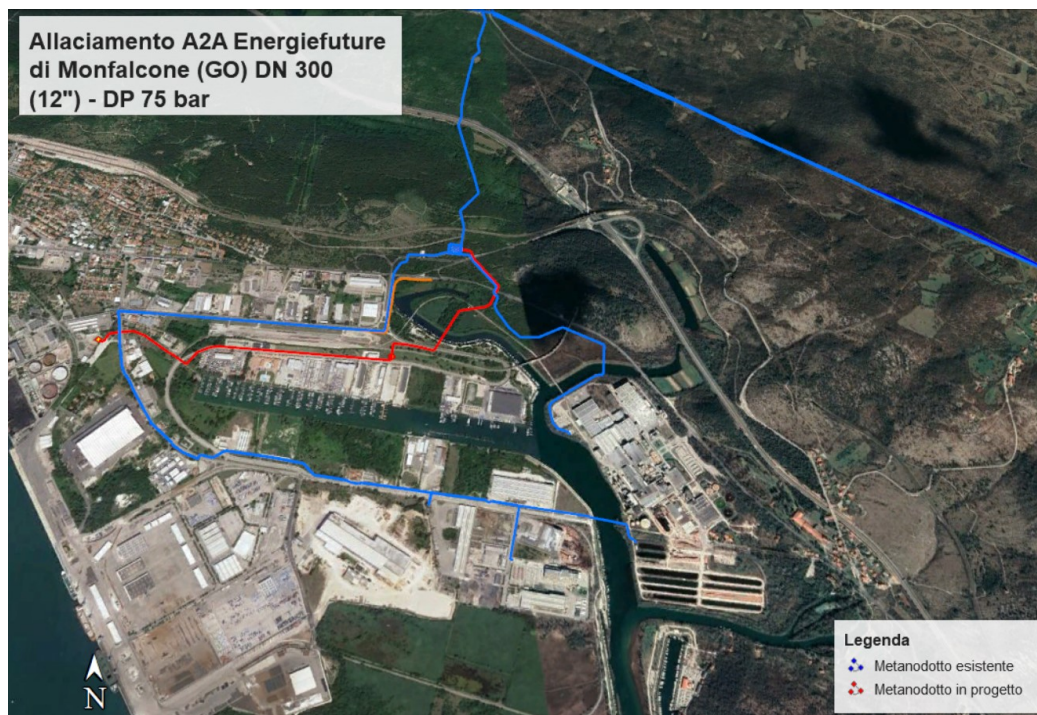 Allaciamento A2A Energiefuture
di Monfalcone (GO) DN 300
(12") - DP 75 bar
N
Legenda
Metanodotto esistente
Metanodotto in progetto